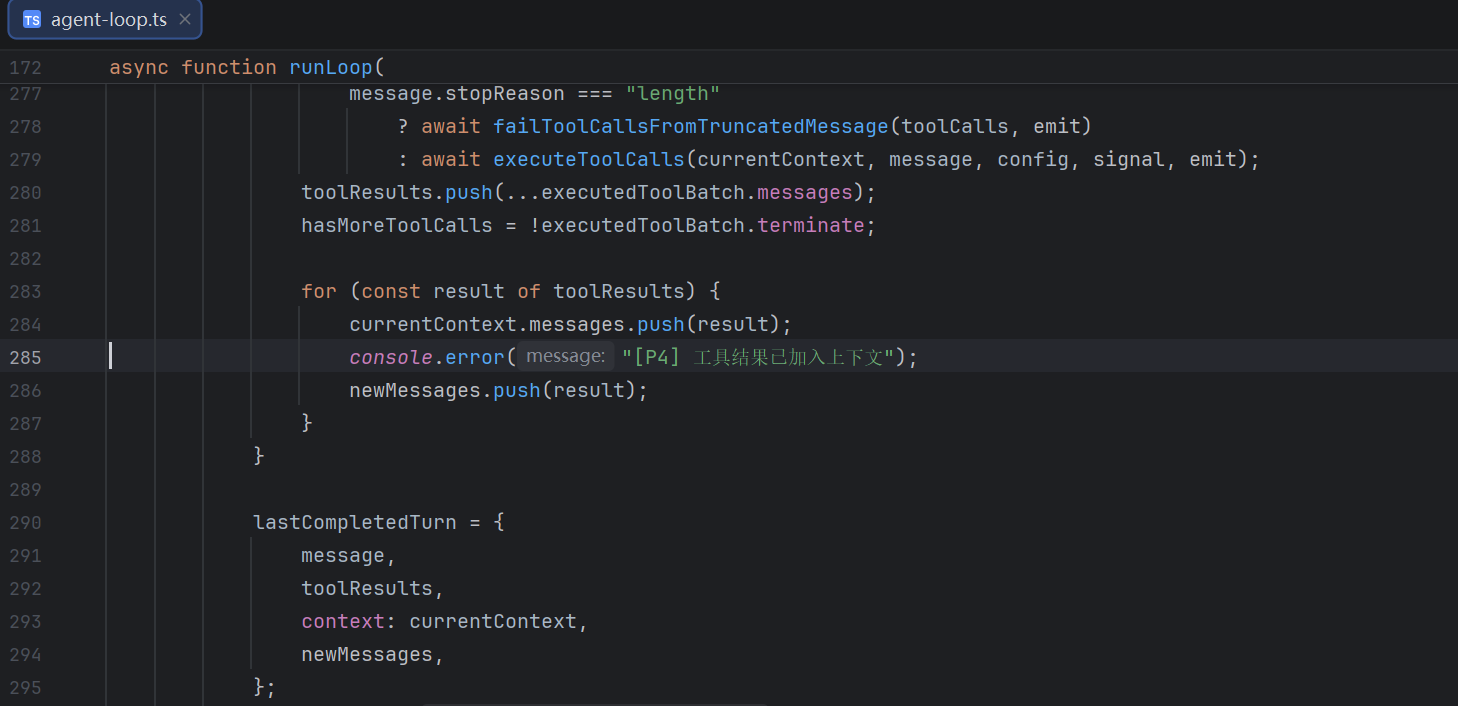 TS agent-loop.ts ×
172 async function runLoop(
277 message.stopReason === "length"
278 ? await failToolCallsFromTruncatedMessage(toolCalls, emit)
279 : await executeToolCalls(currentContext, message, config, signal, emit);
280 toolResults.push(...executedToolBatch.messages);
281 hasMoreToolCalls = !executedToolBatch.terminate;
282
283 for (const result of toolResults) {
284 currentContext.messages.push(result);
285 console.error( message: "[P4] 工具结果已加入上下文");
286 newMessages.push(result);
287 }
288 }
289
290 lastCompletedTurn = {
291 message,
292 toolResults,
293 context: currentContext,
294 newMessages,
295 };